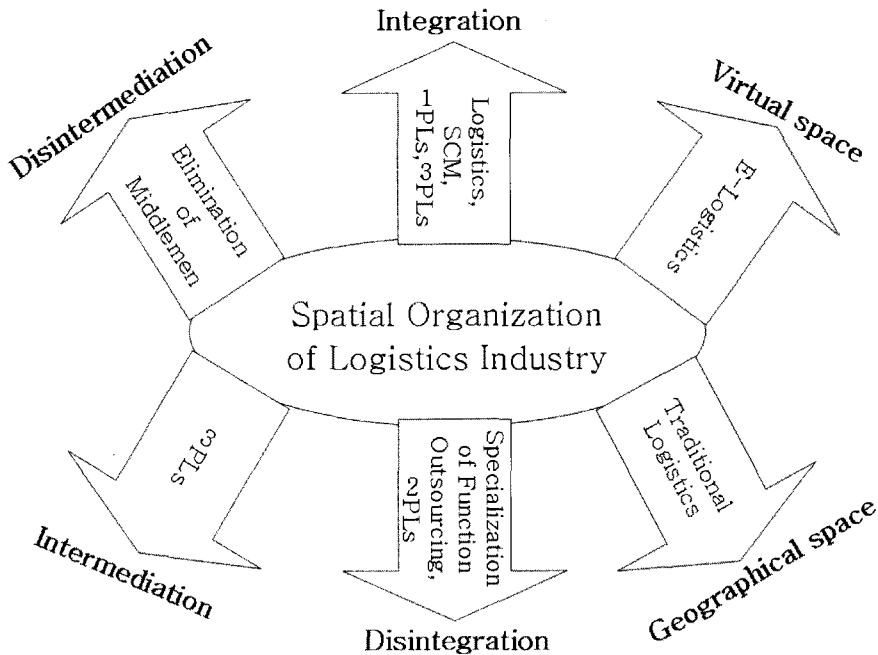 Integration
Disintermediation
Virtual space
Logistics,
SCM,
1PLs,3PLs
Elimination
of
Middlemen
E-Logistics
Spatial Organization
of Logistics Industry
3PLs
Specialization
of Function
Outsourcing,
2PLs
Traditional
Logistics
Intermediation
Disintegration
Geographical space